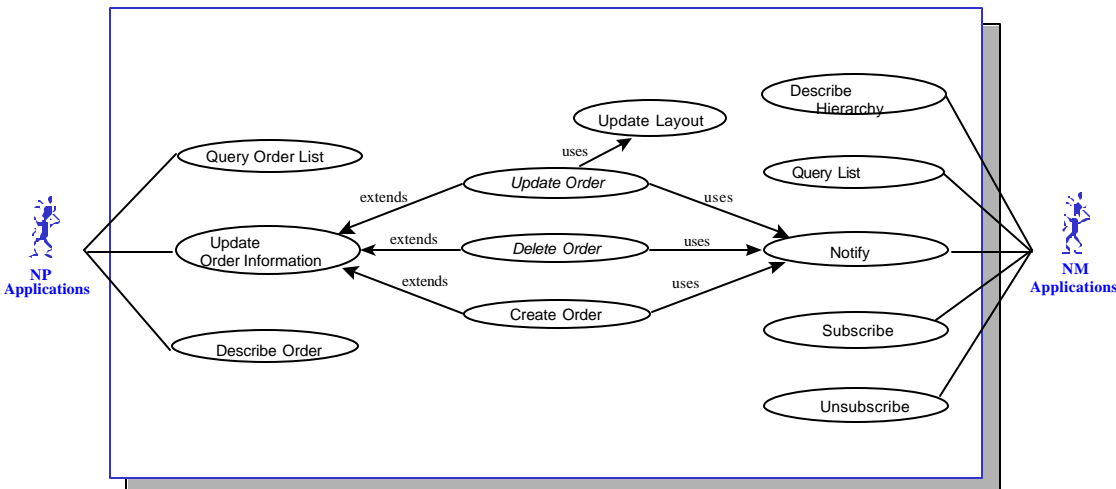 Describe
Hierarchy
Update Layout
uses
Query Order List
Query List
Update Order
extends
uses
Update
Order Information
extends
Delete Order
uses
Notify
NP
Applications
NM
Applications
extends
uses
Create Order
Subscribe
Describe Order
Unsubscribe